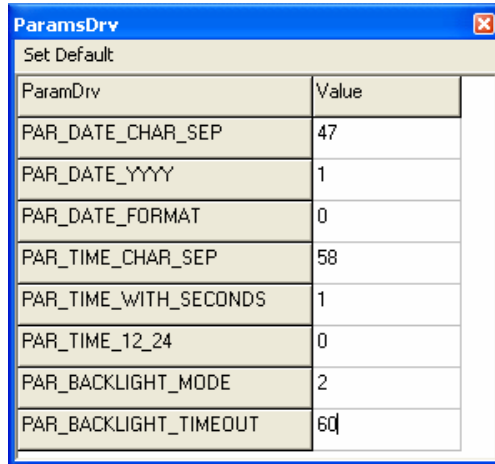 ParamsDrv
Set Default
ParamDrv Value
PAR_DATE_CHAR_SEP 47
PAR_DATE_YYYY 1
PAR_DATE_FORMAT 0
PAR_TIME_CHAR_SEP 58
PAR_TIME_WITH_SECONDS 1
PAR_TIME_12_24 0
PAR_BACKLIGHT_MODE 2
PAR_BACKLIGHT_TIMEOUT 60